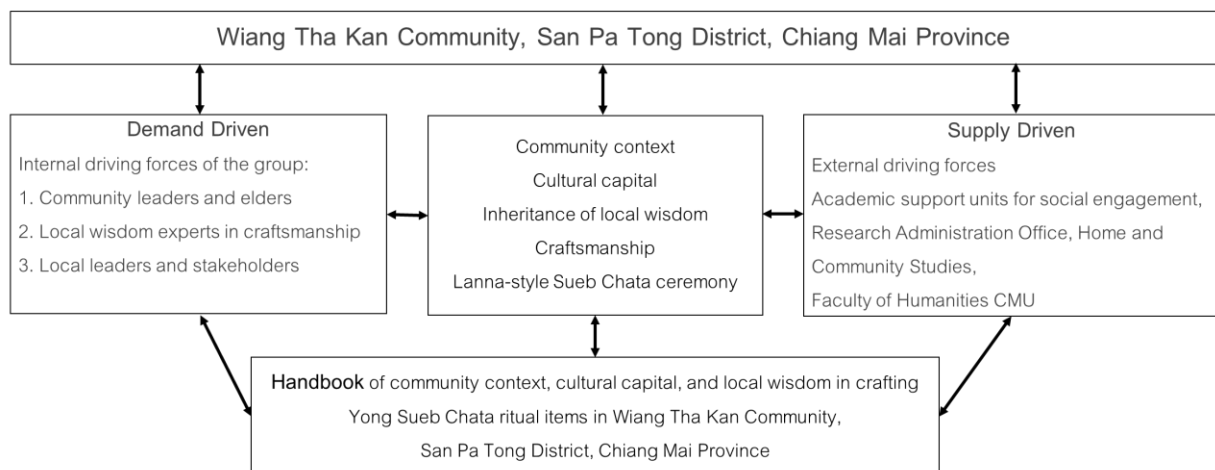 Wiang Tha Kan Community, San Pa Tong District, Chiang Mai Province
Demand Driven
Internal driving forces of the group:
1. Community leaders and elders
2. Local wisdom experts in craftsmanship
3. Local leaders and stakeholders
Community context
Cultural capital
Inheritance of local wisdom
Craftsmanship
Lanna-style Sueb Chata ceremony
Supply Driven
External driving forces
Academic support units for social engagement,
Research Administration Office, Home and
Community Studies,
Faculty of Humanities CMU
Handbook of community context, cultural capital, and local wisdom in crafting
Yong Sueb Chata ritual items in Wiang Tha Kan Community,
San Pa Tong District, Chiang Mai Province